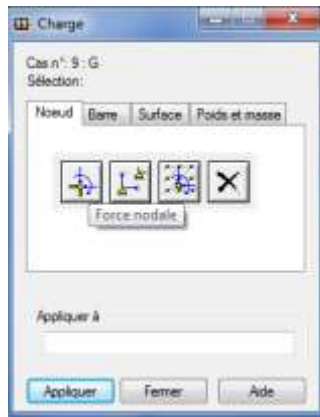 Charge
Cas n°: 9 : G
Sélection:
Noeud Barre Surface Poids et masse
Force nodale
Appliquer à
Appliquer Fermer Aide